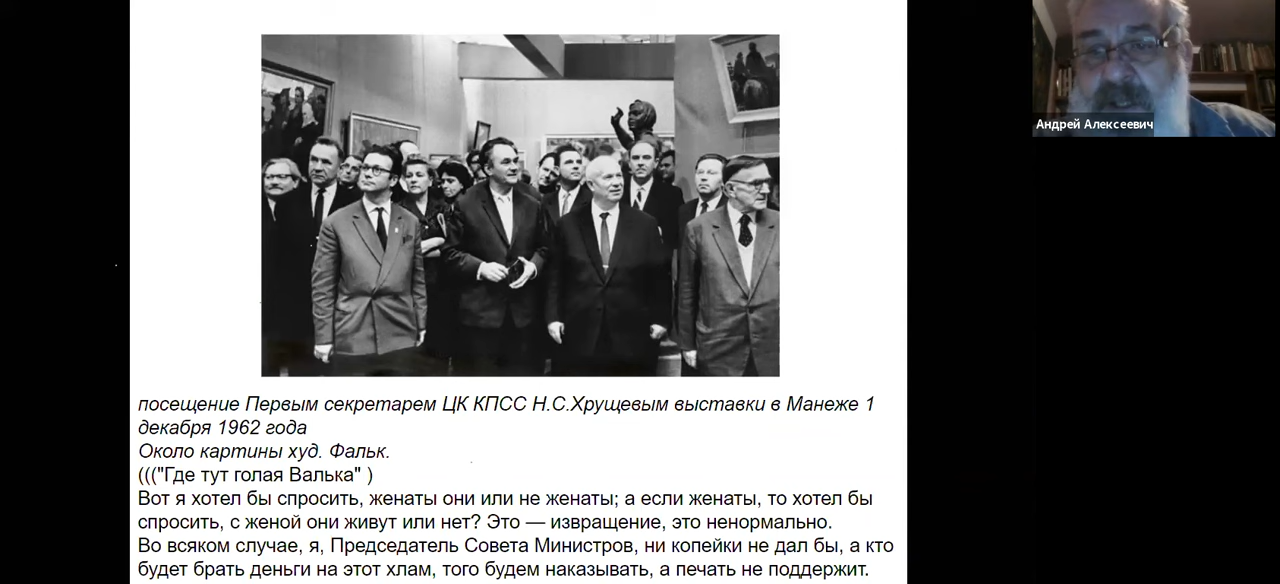 Андрей Алексеевич
посещение Первым секретарем ЦК КПСС Н.С.Хрущевым выставки в Манеже 1
декабря 1962 года
Около картины худ. Фальк.
((("Где тут голая Валька" )
Вот я хотел бы спросить, женаты они или не женаты; а если женаты, то хотел бы
спросить, с женой они живут или нет? Это — извращение, это ненормально.
Во всяком случае, я, Председатель Совета Министров, ни копейки не дал бы, а кто
будет брать деньги на этот хлам, того будем наказывать, а печать не поддержит.